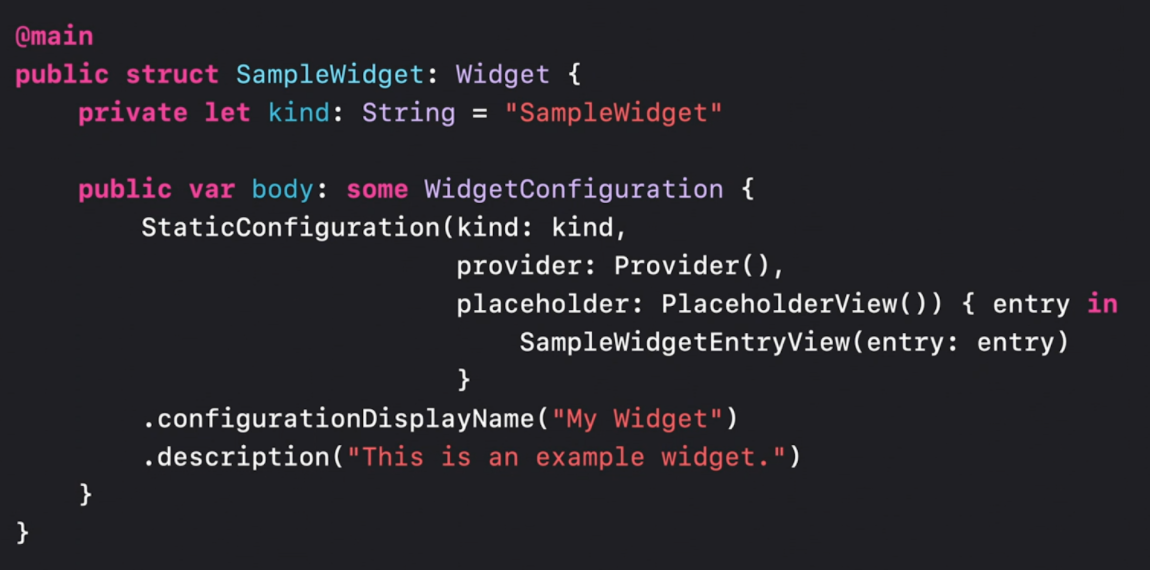 @main
public struct SampleWidget: Widget {
    private let kind: String = "SampleWidget"

    public var body: some WidgetConfiguration {
        StaticConfiguration(kind: kind,
                            provider: Provider(),
                            placeholder: PlaceholderView()) { entry in
                                SampleWidgetEntryView(entry: entry)
                            }
        .configurationDisplayName("My Widget")
        .description("This is an example widget.")
    }
}